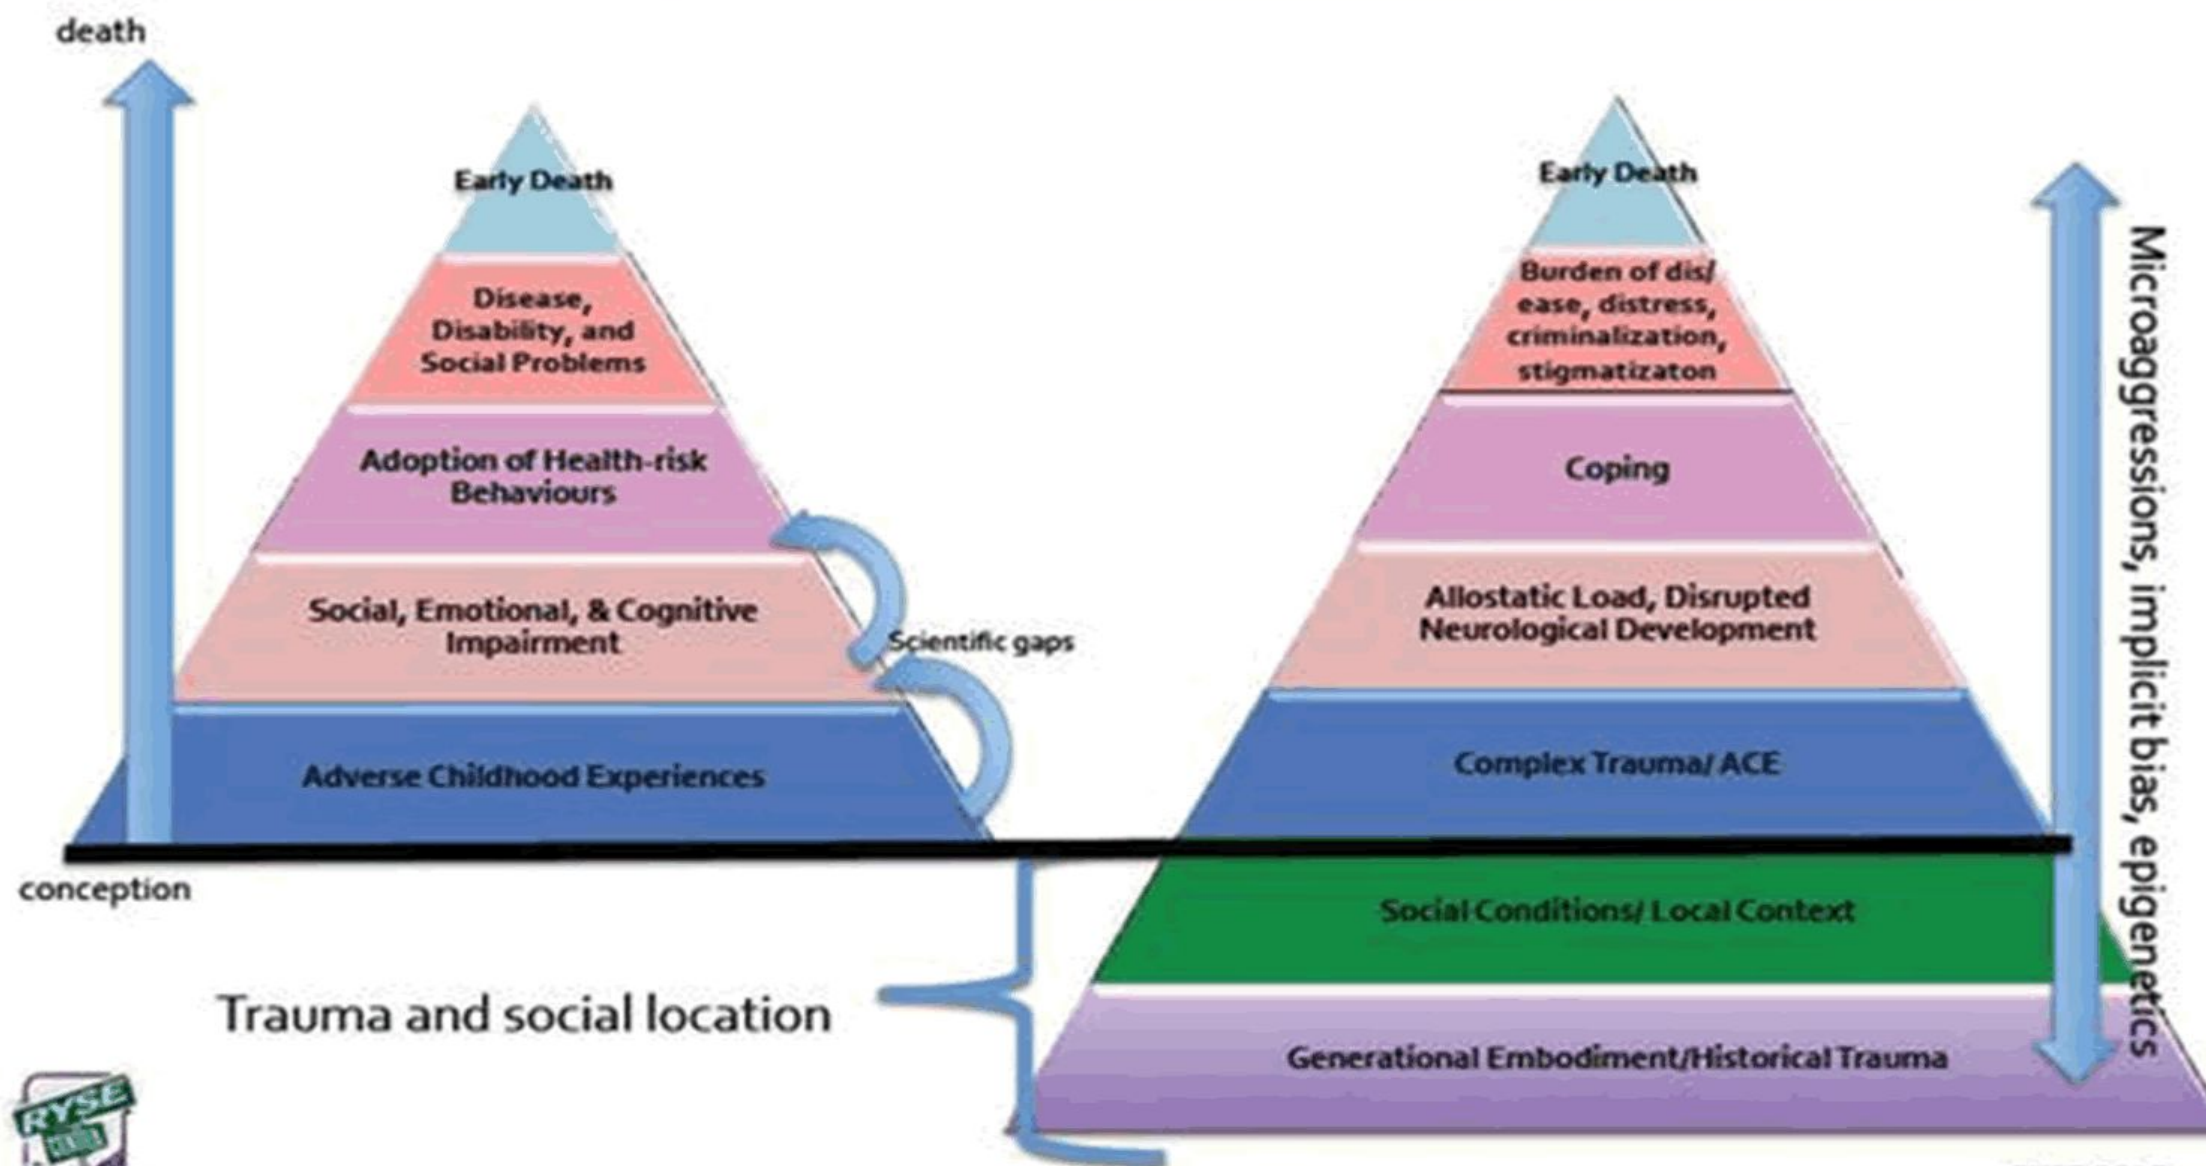 death
Early Death
Disease,
Disability, and
Social Problems
Adoption of Health-risk
Behaviours
Social, Emotional, & Cognitive
Impairment
Scientific gaps
Adverse Childhood Experiences
conception
Trauma and social location
RYSE
CENTER
Early Death
Burden of dis/
ease, distress,
criminalization,
stigmatizaton
Coping
Allostatic Load, Disrupted
Neurological Development
Complex Trauma/ ACE
Social Conditions/ Local Context
Generational Embodiment/Historical Trauma
Microaggressions, implicit bias, epigenetics